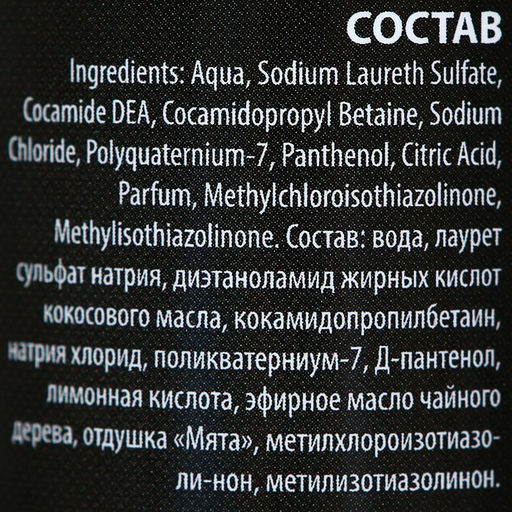 СОСТАВ
Ingredients: Aqua, Sodium Laureth Sulfate,
Cocamide DEA, Cocamidopropyl Betaine, Sodium
Chloride, Polyquaternium-7, Panthenol, Citric Acid,
Parfum, Methylchloroisothiazolinone,
Methylisothiazolinone. Состав: вода, лаурет
сульфат натрия, диэтаноламид жирных кислот
кокосового масла, кокамидопропилбетаин,
натрия хлорид, поликватерниум-7, Д-пантенол,
лимонная кислота, эфирное масло чайного
дерева, отдушка «Мята», метилхлороизотиазо-
ли-нон, метилизотиазолинон.